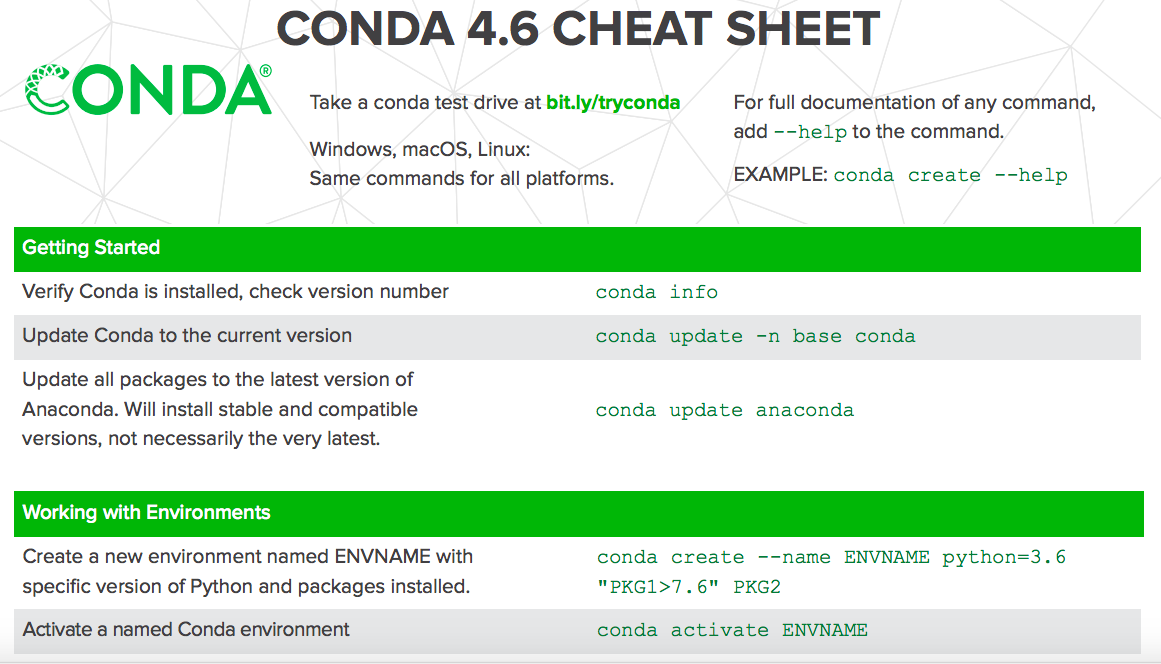 CONDA 4.6 CHEAT SHEET
CONDA®
Take a conda test drive at bit.ly/tryconda
Windows, macOS, Linux:
Same commands for all platforms.
For full documentation of any command,
add --help to the command.
EXAMPLE: conda create --help
Getting Started
Verify Conda is installed, check version number conda info
Update Conda to the current version conda update -n base conda
Update all packages to the latest version of
Anaconda. Will install stable and compatible
versions, not necessarily the very latest.
conda update anaconda
Working with Environments
Create a new environment named ENVNAME with
specific version of Python and packages installed.
conda create --name ENVNAME python=3.6
"PKG1>7.6" PKG2
Activate a named Conda environment conda activate ENVNAME